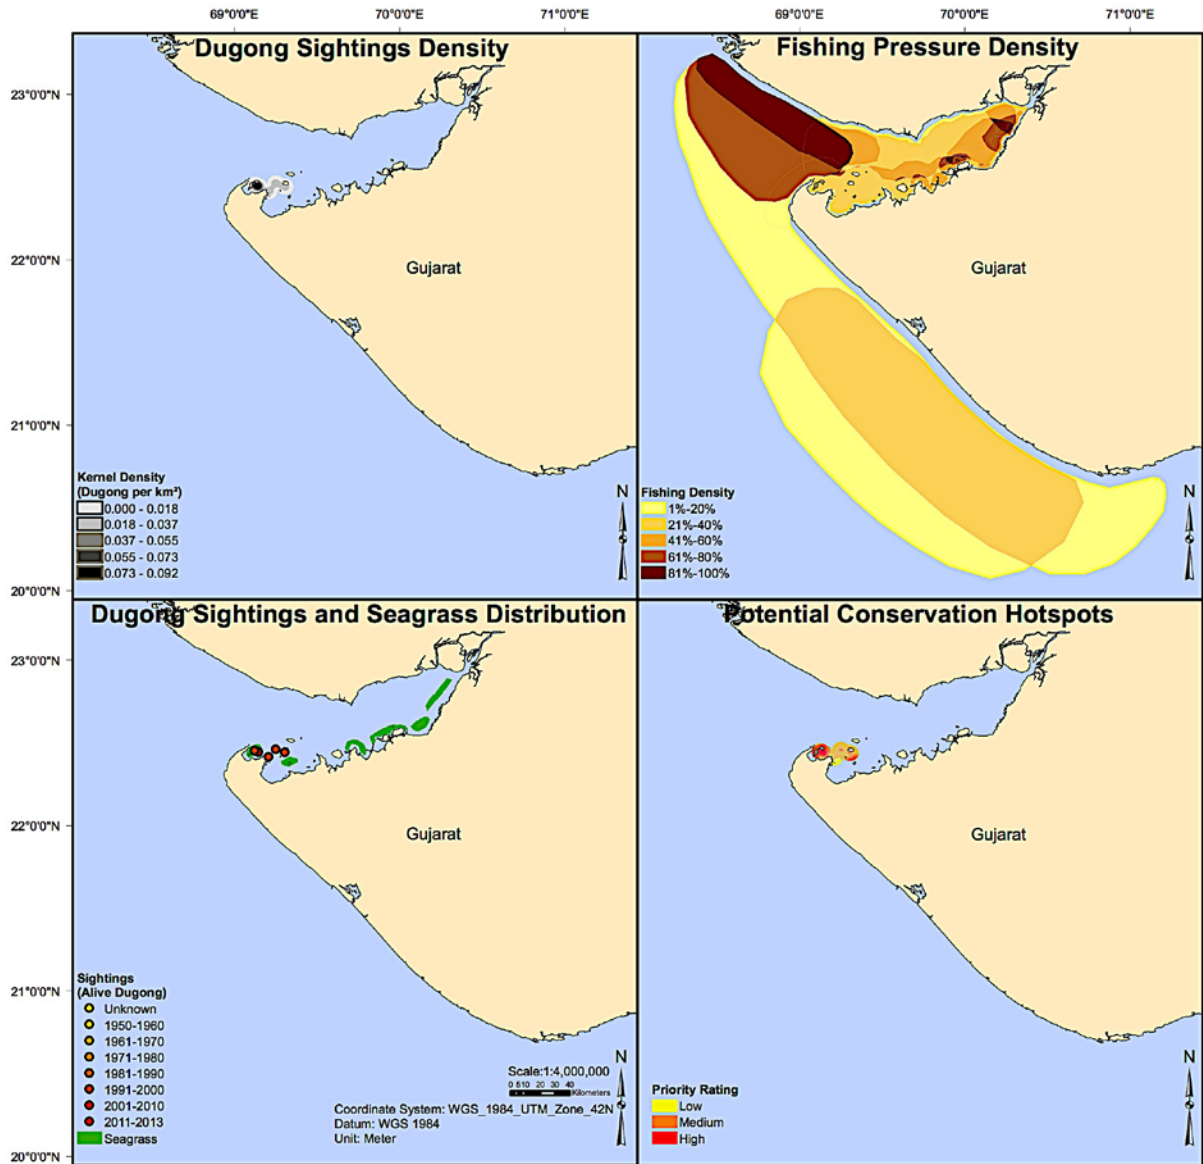 69°0'0"E 70°0'0"E 71°0'0"E 69°0'0"E 70°0'0"E 71°0'0"E
Dugong Sightings Density
23°0'0"N
22°0'0"N
21°0'0"N
20°0'0"N
Gujarat
Kernel Density
(Dugong per km²)
0.000 - 0.018
0.018 - 0.037
0.037 - 0.055
0.055 - 0.073
0.073 - 0.092
N
Fishing Pressure Density
Gujarat
Fishing Density
1%-20%
21%-40%
41%-60%
61%-80%
81%-100%
N
Dugong Sightings and Seagrass Distribution
23°0'0"N
22°0'0"N
21°0'0"N
20°0'0"N
Gujarat
Sightings
(Alive Dugong)
Unknown
1950-1960
1961-1970
1971-1980
1981-1990
1991-2000
2001-2010
2011-2013
Seagrass
Scale:1:4,000,000
0 5 10 20 30 40
Kilometers
Coordinate System: WGS_1984_UTM_Zone_42N
Datum: WGS 1984
Unit: Meter
N
Potential Conservation Hotspots
Gujarat
Priority Rating
Low
Medium
High
N